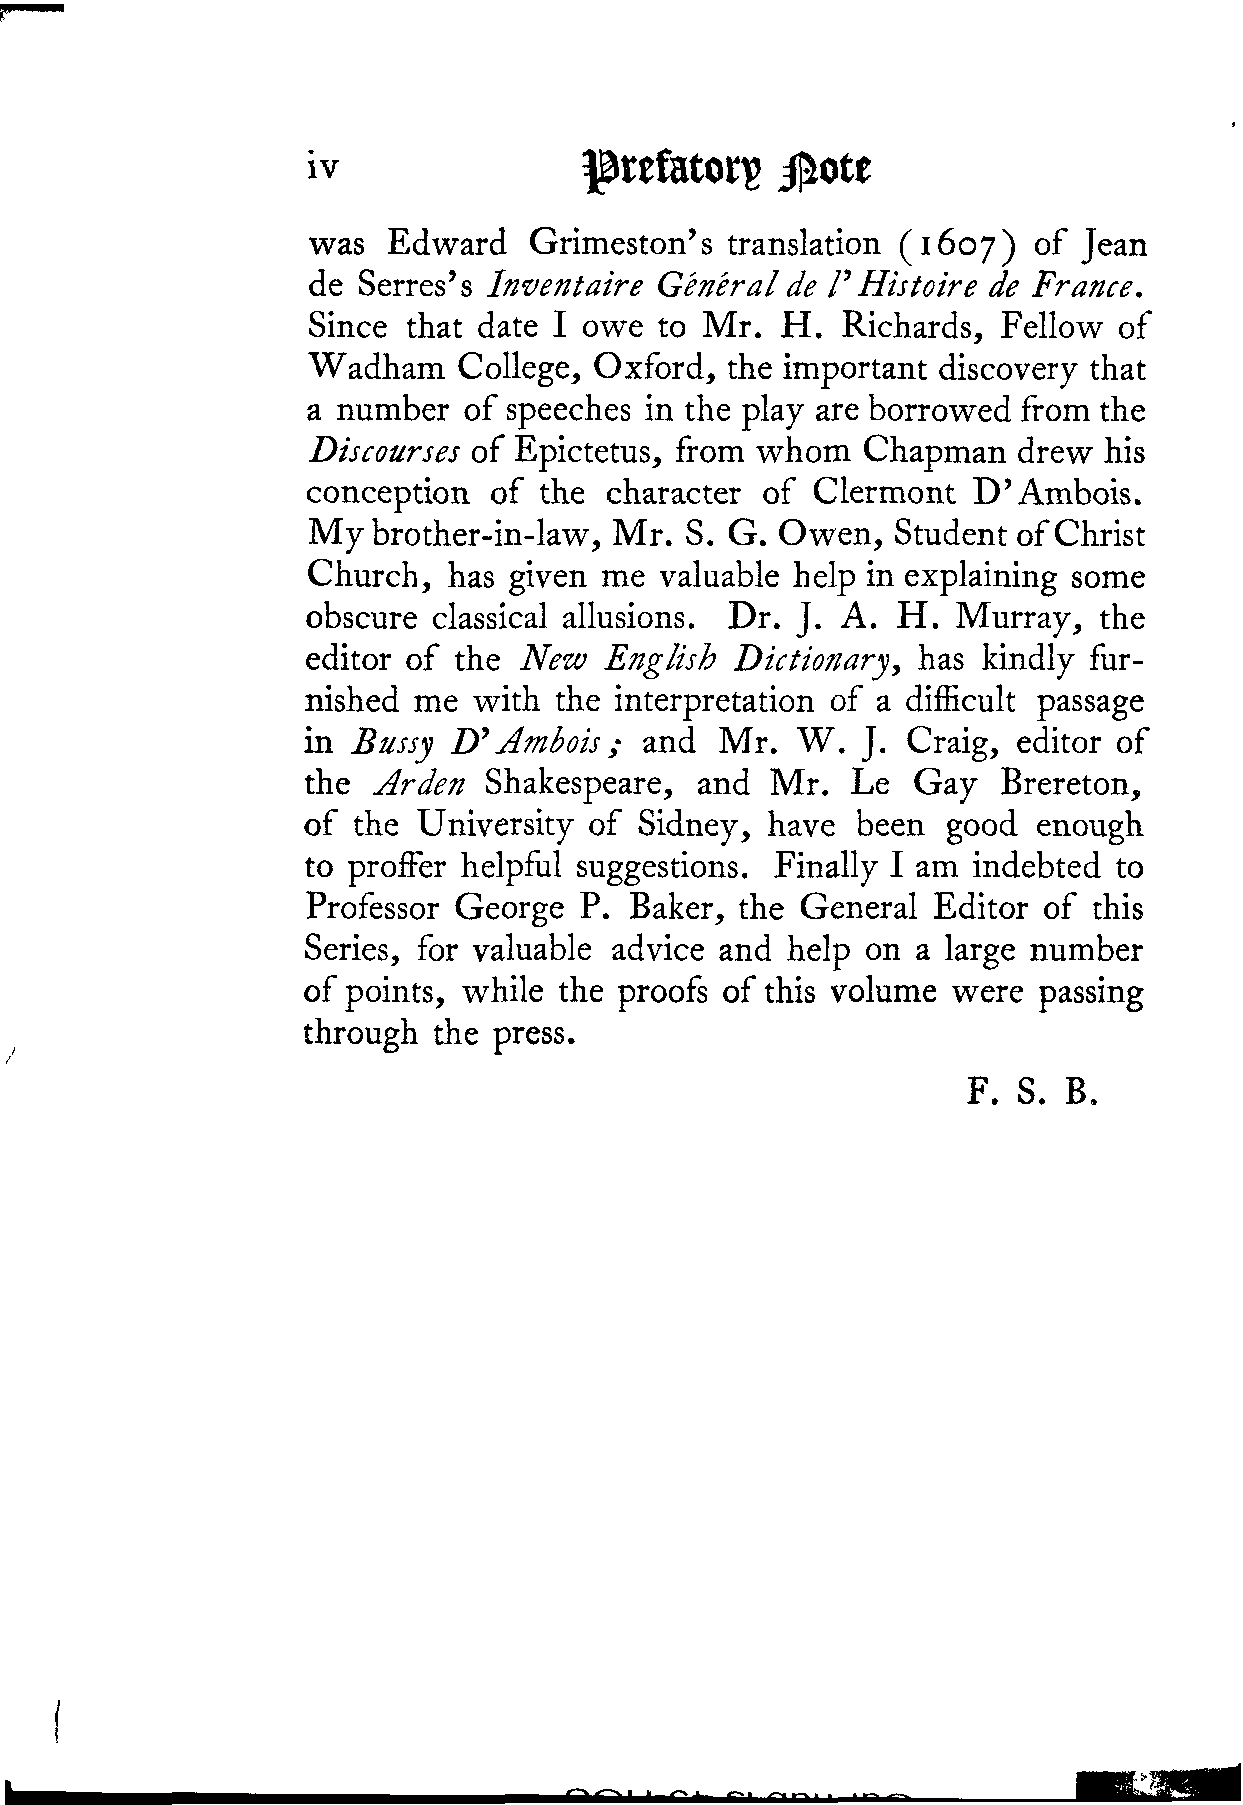 iv Prefatory Note
was Edward Grimeston's translation (1607) of Jean
de Serres's Inventaire Général de l'Histoire de France.
Since that date I owe to Mr. H. Richards, Fellow of
Wadham College, Oxford, the important discovery that
a number of speeches in the play are borrowed from the
Discourses of Epictetus, from whom Chapman drew his
conception of the character of Clermont D'Ambois.
My brother-in-law, Mr. S. G. Owen, Student of Christ
Church, has given me valuable help in explaining some
obscure classical allusions. Dr. J. A. H. Murray, the
editor of the New English Dictionary, has kindly fur-
nished me with the interpretation of a difficult passage
in Bussy D'Ambois; and Mr. W. J. Craig, editor of
the Arden Shakespeare, and Mr. Le Gay Brereton,
of the University of Sidney, have been good enough
to proffer helpful suggestions. Finally I am indebted to
Professor George P. Baker, the General Editor of this
Series, for valuable advice and help on a large number
of points, while the proofs of this volume were passing
through the press.
F. S. B.